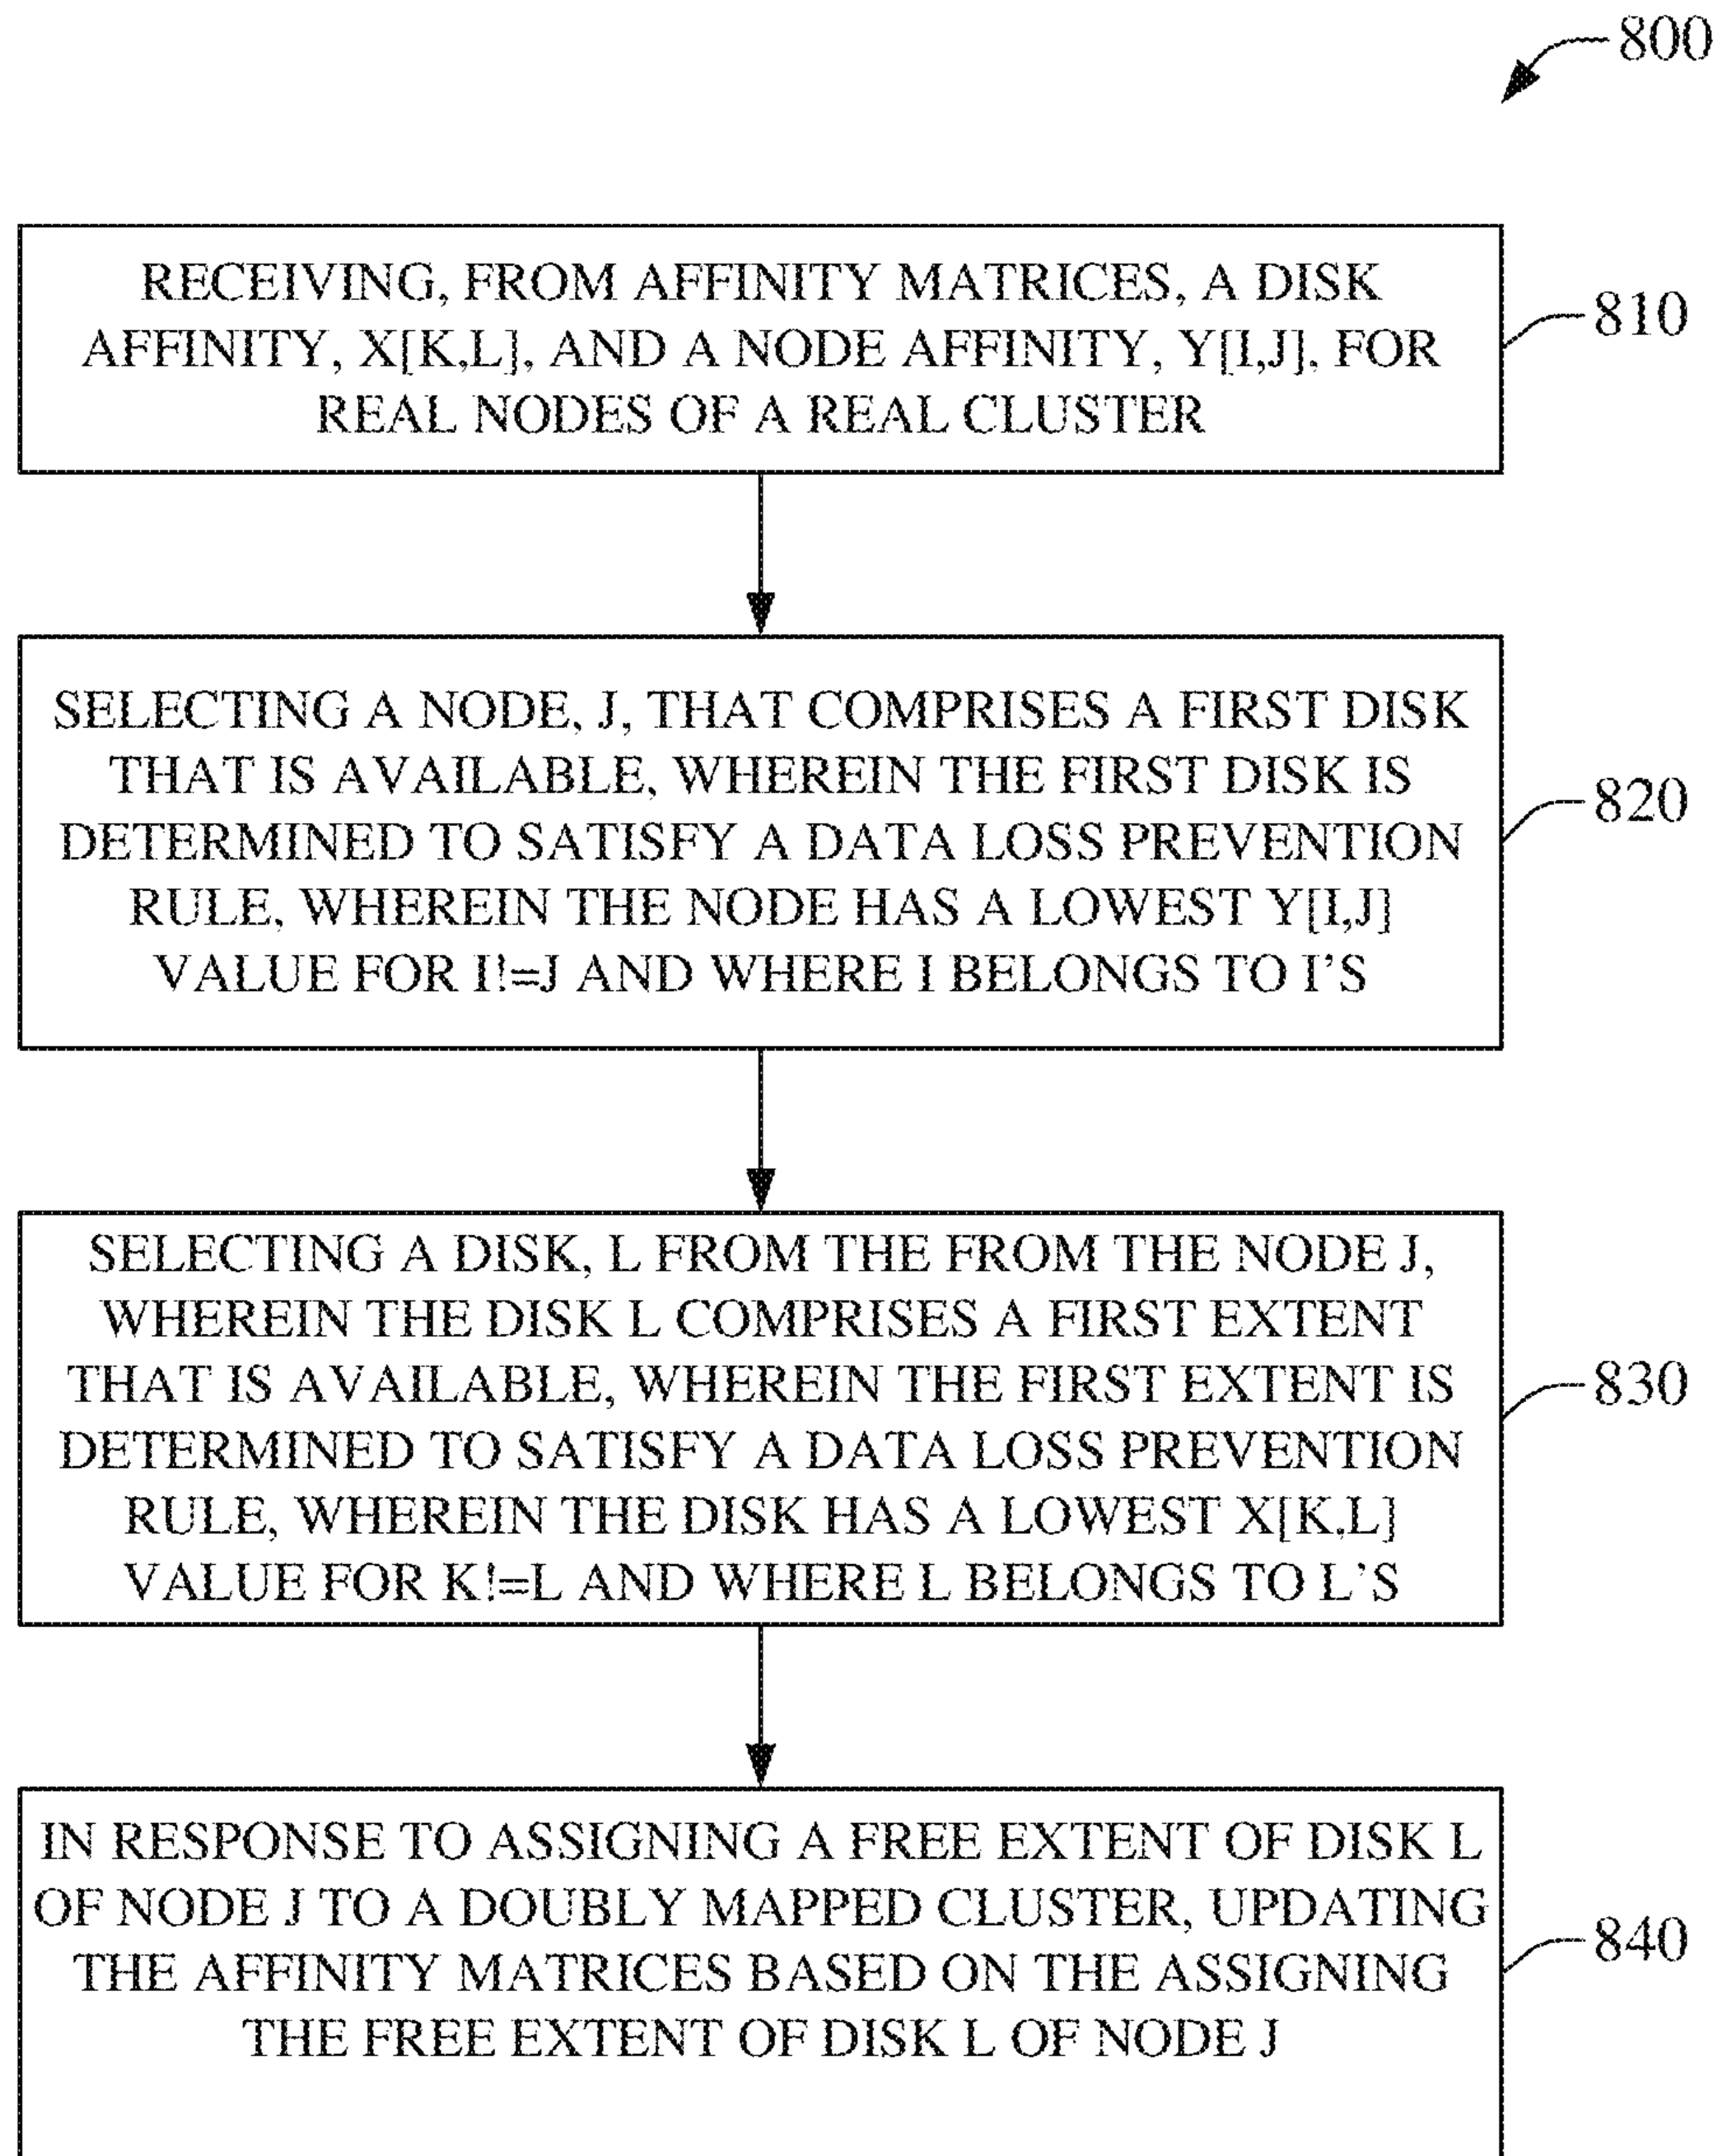 800
RECEIVING, FROM AFFINITY MATRICES, A DISK
AFFINITY, X[K,L], AND A NODE AFFINITY, Y[I,J], FOR
REAL NODES OF A REAL CLUSTER
810
SELECTING A NODE, J, THAT COMPRISES A FIRST DISK
THAT IS AVAILABLE, WHEREIN THE FIRST DISK IS
DETERMINED TO SATISFY A DATA LOSS PREVENTION
RULE, WHEREIN THE NODE HAS A LOWEST Y[I,J]
VALUE FOR I!=J AND WHERE I BELONGS TO I'S
820
SELECTING A DISK, L FROM THE FROM THE NODE J,
WHEREIN THE DISK L COMPRISES A FIRST EXTENT
THAT IS AVAILABLE, WHEREIN THE FIRST EXTENT IS
DETERMINED TO SATISFY A DATA LOSS PREVENTION
RULE, WHEREIN THE DISK HAS A LOWEST X[K,L]
VALUE FOR K!=L AND WHERE L BELONGS TO L'S
830
IN RESPONSE TO ASSIGNING A FREE EXTENT OF DISK L
OF NODE J TO A DOUBLY MAPPED CLUSTER, UPDATING
THE AFFINITY MATRICES BASED ON THE ASSIGNING
THE FREE EXTENT OF DISK L OF NODE J
840